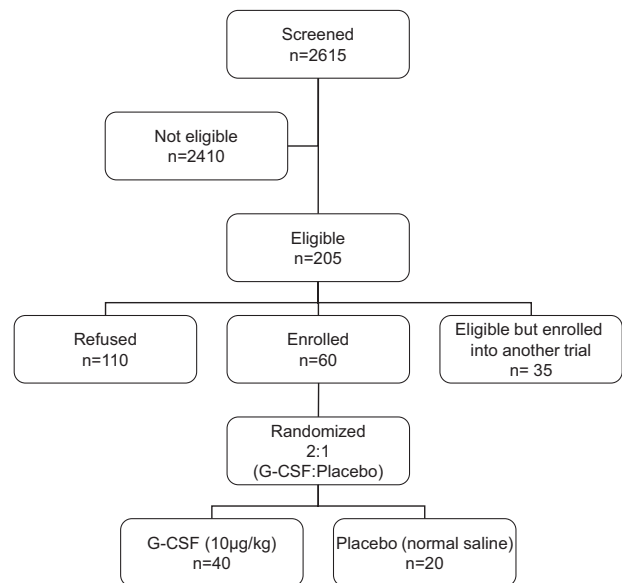 Screened
n=2615
Not eligible
n=2410
Eligible
n=205
Refused
n=110
Enrolled
n=60
Eligible but enrolled
into another trial
n= 35
Randomized
2:1
(G-CSF:Placebo)
G-CSF (10µg/kg)
n=40
Placebo (normal saline)
n=20